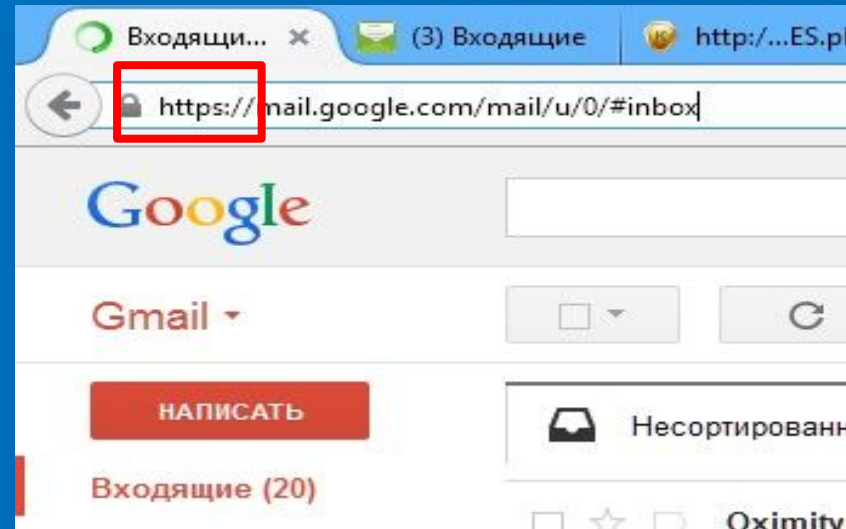 Входящи... (3) Входящие http:/...ES.pl
https://mail.google.com/mail/u/0/#inbox
Google
Gmail
НАПИСАТЬ
Несортированн
Входящие (20)
Oximity